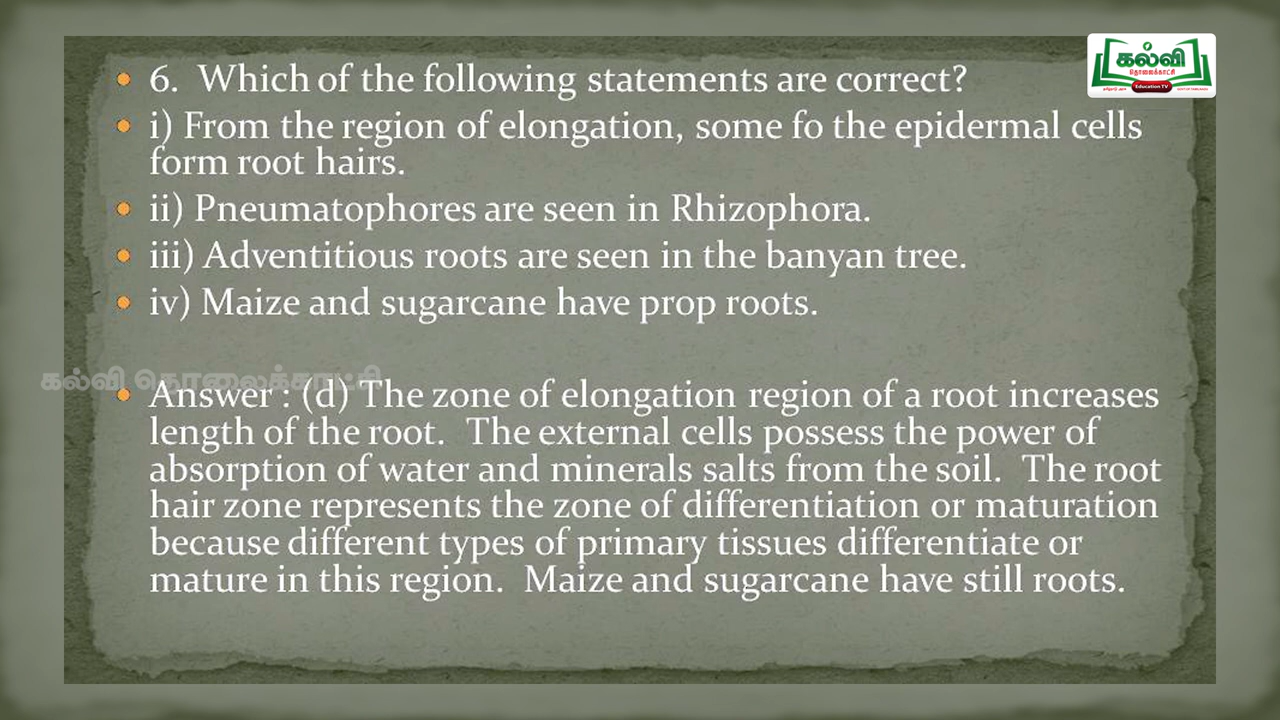 6. Which of the following statements are correct?
i) From the region of elongation, some fo the epidermal cells
form root hairs.
ii) Pneumatophores are seen in Rhizophora.
iii) Adventitious roots are seen in the banyan tree.
iv) Maize and sugarcane have prop roots.
Answer : (d) The zone of elongation region of a root increases
length of the root. The external cells possess the power of
absorption of water and minerals salts from the soil. The root
hair zone represents the zone of differentiation or maturation
because different types of primary tissues differentiate or
mature in this region. Maize and sugarcane have still roots.
கல்வி
தொலைக்காட்சி
Education TV
கல்வி தொலைக்காட்சி